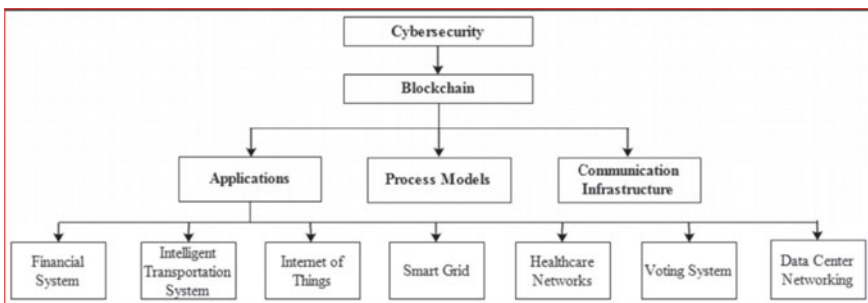 Cybersecurity
Blockchain
Applications
Process Models
Communication
Infrastructure
Financial
System
Intelligent
Transportation
System
Internet of
Things
Smart Grid
Healthcare
Networks
Voting System
Data Center
Networking